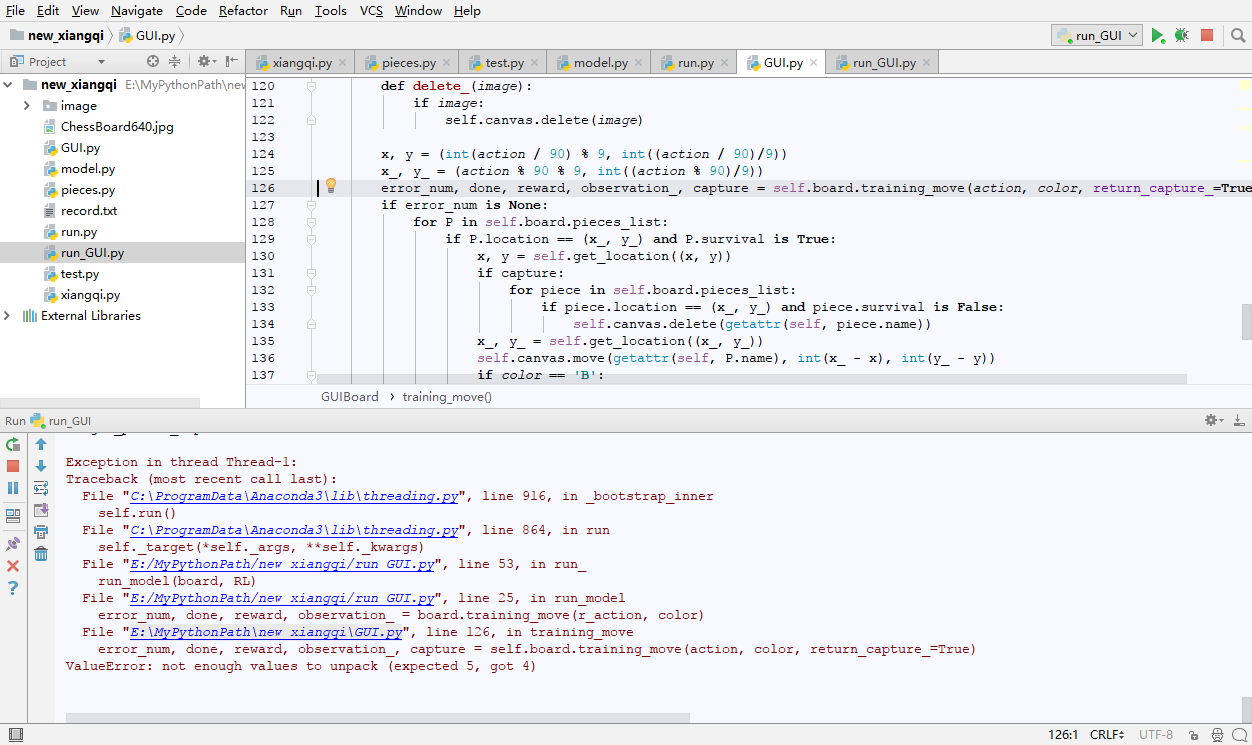 File Edit View Navigate Code Refactor Run Tools VCS Window Help
new_xiangqi GUI.py run_GUI
Project xiangqi.py pieces.py test.py model.py run.py GUI.py run_GUI.py
new_xiangqi E:\MyPythonPath\new
image
ChessBoard640.jpg
GUI.py
model.py
pieces.py
record.txt
run.py
run_GUI.py
test.py
xiangqi.py
External Libraries
120 def delete_(image):
121 if image:
122 self.canvas.delete(image)
123
124 x, y = (int(action / 90) % 9, int((action / 90)/9))
125 x_, y_ = (action % 90 % 9, int((action % 90)/9))
126 error_num, done, reward, observation_, capture = self.board.training_move(action, color, return_capture_=True
127 if error_num is None:
128 for P in self.board.pieces_list:
129 if P.location == (x_, y_) and P.survival is True:
130 x, y = self.get_location((x, y))
131 if capture:
132 for piece in self.board.pieces_list:
133 if piece.location == (x_, y_) and piece.survival is False:
134 self.canvas.delete(getattr(self, piece.name))
135 x_, y_ = self.get_location((x_, y_))
136 self.canvas.move(getattr(self, P.name), int(x_ - x), int(y_ - y))
137 if color == 'B':
GUIBoard training_move()
Run run_GUI
Exception in thread Thread-1:
Traceback (most recent call last):
File "C:\ProgramData\Anaconda3\lib\threading.py", line 916, in _bootstrap_inner
self.run()
File "C:\ProgramData\Anaconda3\lib\threading.py", line 864, in run
self._target(*self._args, **self._kwargs)
File "E:/MyPythonPath/new_xiangqi/run_GUI.py", line 53, in run_
run_model(board, RL)
File "E:/MyPythonPath/new_xiangqi/run_GUI.py", line 25, in run_model
error_num, done, reward, observation_ = board.training_move(r_action, color)
File "E:\MyPythonPath\new_xiangqi\GUI.py", line 126, in training_move
error_num, done, reward, observation_, capture = self.board.training_move(action, color, return_capture_=True)
ValueError: not enough values to unpack (expected 5, got 4)
126:1 CRLF UTF-8